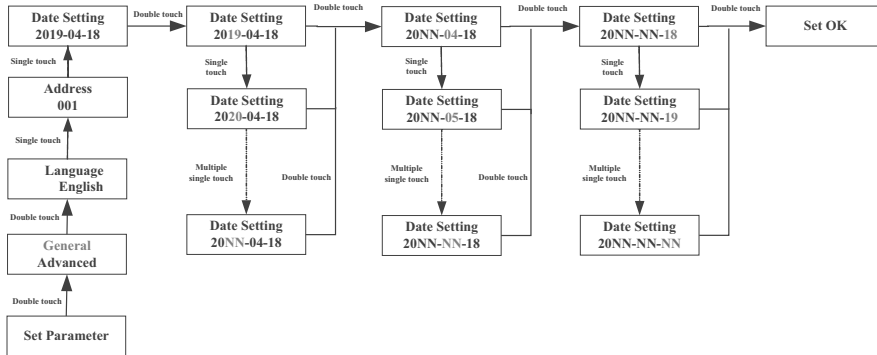 Date Setting
2019-04-18
Double touch
Date Setting
2019-04-18
Double touch
Date Setting
20NN-04-18
Double touch
Date Setting
20NN-NN-18
Double touch
Set OK
Single
touch
Single
touch
Single
touch
Single
touch
Address
001
Date Setting
2020-04-18
Date Setting
20NN-05-18
Date Setting
20NN-NN-19
Single
touch
Language
English
Multiple
single touch
Double touch
Multiple
single touch
Double touch
Multiple
single touch
Double touch
General
Advanced
Date Setting
20NN-04-18
Date Setting
20NN-NN-18
Date Setting
20NN-NN-NN
Double touch
Set Parameter